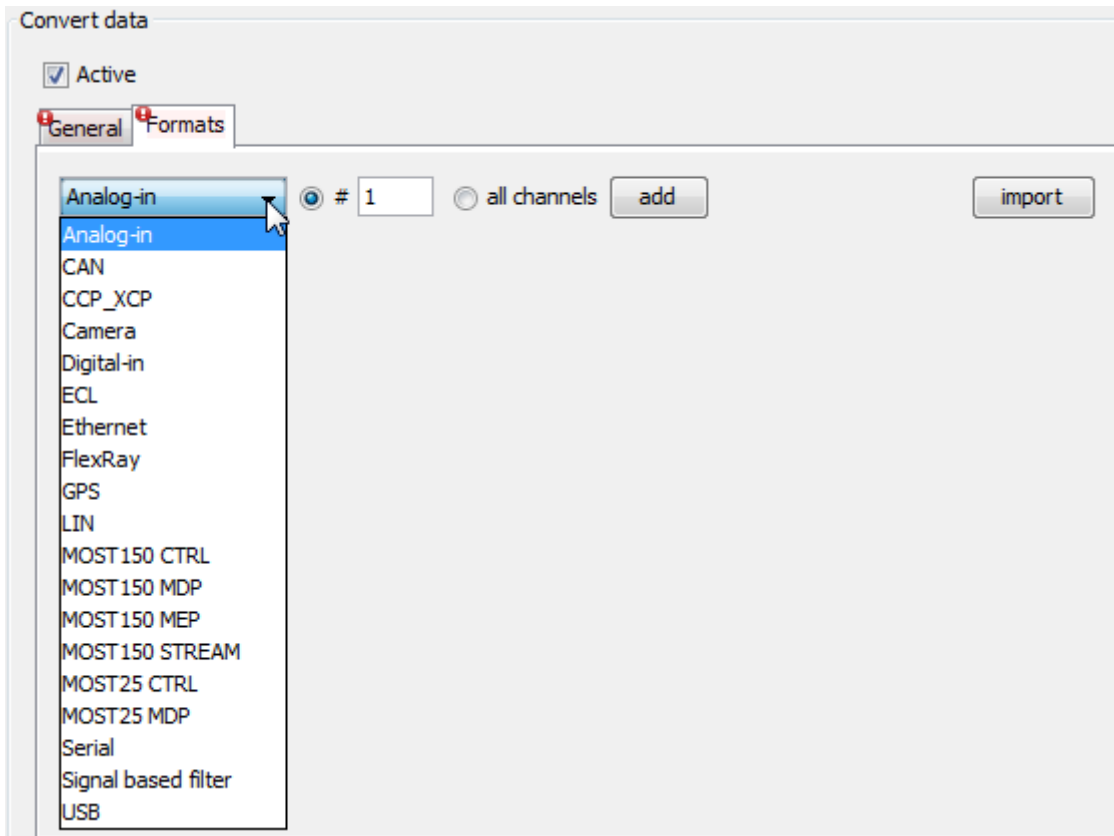 Convert data
Active
General Formats
Analog-in # 1 all channels add import
Analog-in
CAN
CCP_XCP
Camera
Digital-in
ECL
Ethernet
FlexRay
GPS
LIN
MOST150 CTRL
MOST150 MDP
MOST150 MEP
MOST150 STREAM
MOST25 CTRL
MOST25 MDP
Serial
Signal based filter
USB